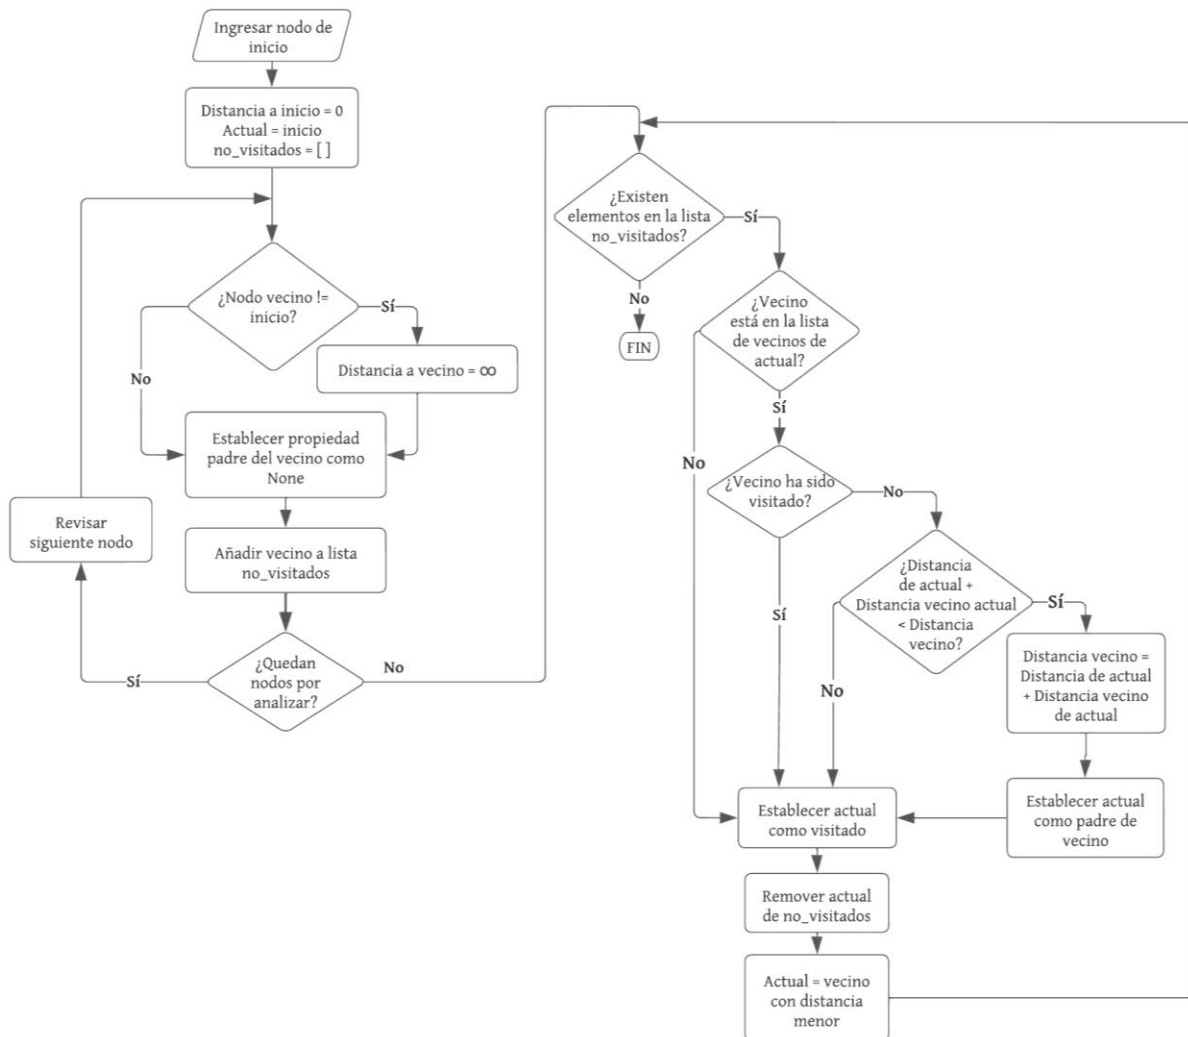 Ingresar nodo de
inicio
Distancia a inicio = 0
Actual = inicio
no_visitados = [ ]
¿Nodo vecino !=
inicio?
Sí
No
Distancia a vecino = ∞
Establecer propiedad
padre del vecino como
None
Añadir vecino a lista
no_visitados
¿Quedan
nodos por
analizar?
Sí
No
Revisar
siguiente nodo
¿Existen
elementos en la lista
no_visitados?
Sí
No
FIN
¿Vecino
está en la lista
de vecinos de
actual?
Sí
No
¿Vecino ha sido
visitado?
No
Sí
¿Distancia
de actual +
Distancia vecino actual
< Distancia
vecino?
Sí
No
Distancia vecino =
Distancia de actual
+ Distancia vecino
de actual
Establecer actual
como padre de
vecino
Establecer actual
como visitado
Remover actual
de no_visitados
Actual = vecino
con distancia
menor